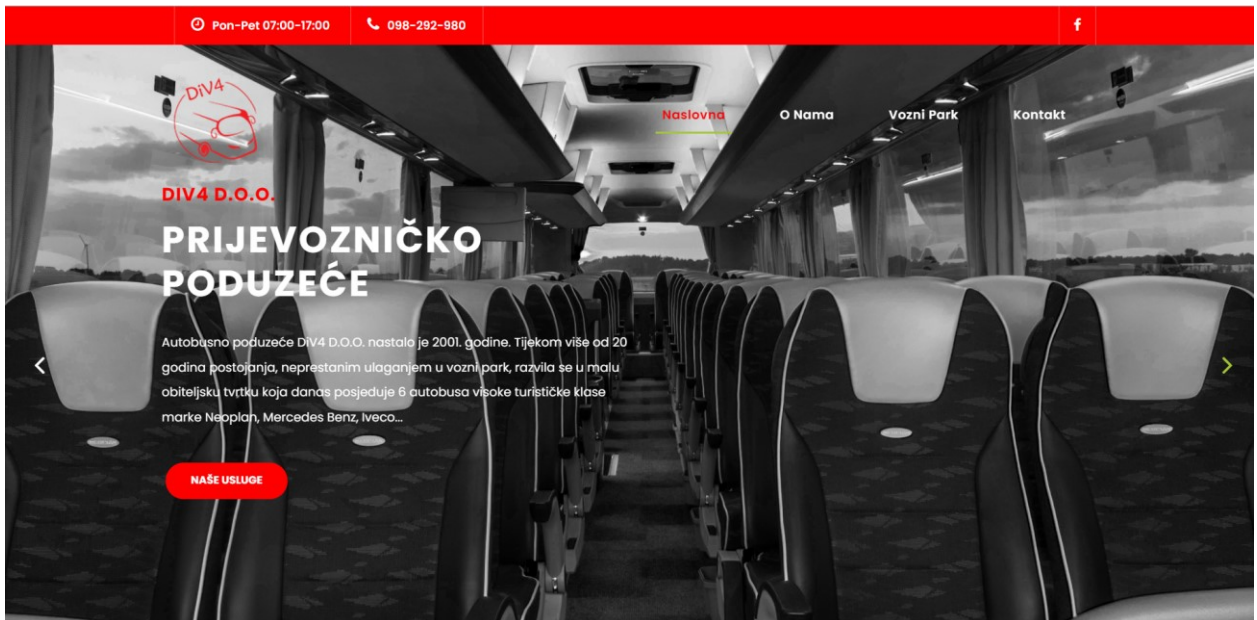 Pon-Pet 07:00-17:00
098-292-980
f
DiV4
Naslovna
O Nama
Vozni Park
Kontakt
DIV4 D.O.O.
PRIJEVOZNIČKO
PODUZEĆE
Autobusno poduzeće DiV4 D.O.O. nastalo je 2001. godine. Tijekom više od 20
godina postojanja, neprestanim ulaganjem u vozni park, razvila se u malu
obiteljsku tvrtku koja danas posjeduje 6 autobusa visoke turističke klase
marke Neoplan, Mercedes Benz, Iveco...
NAŠE USLUGE